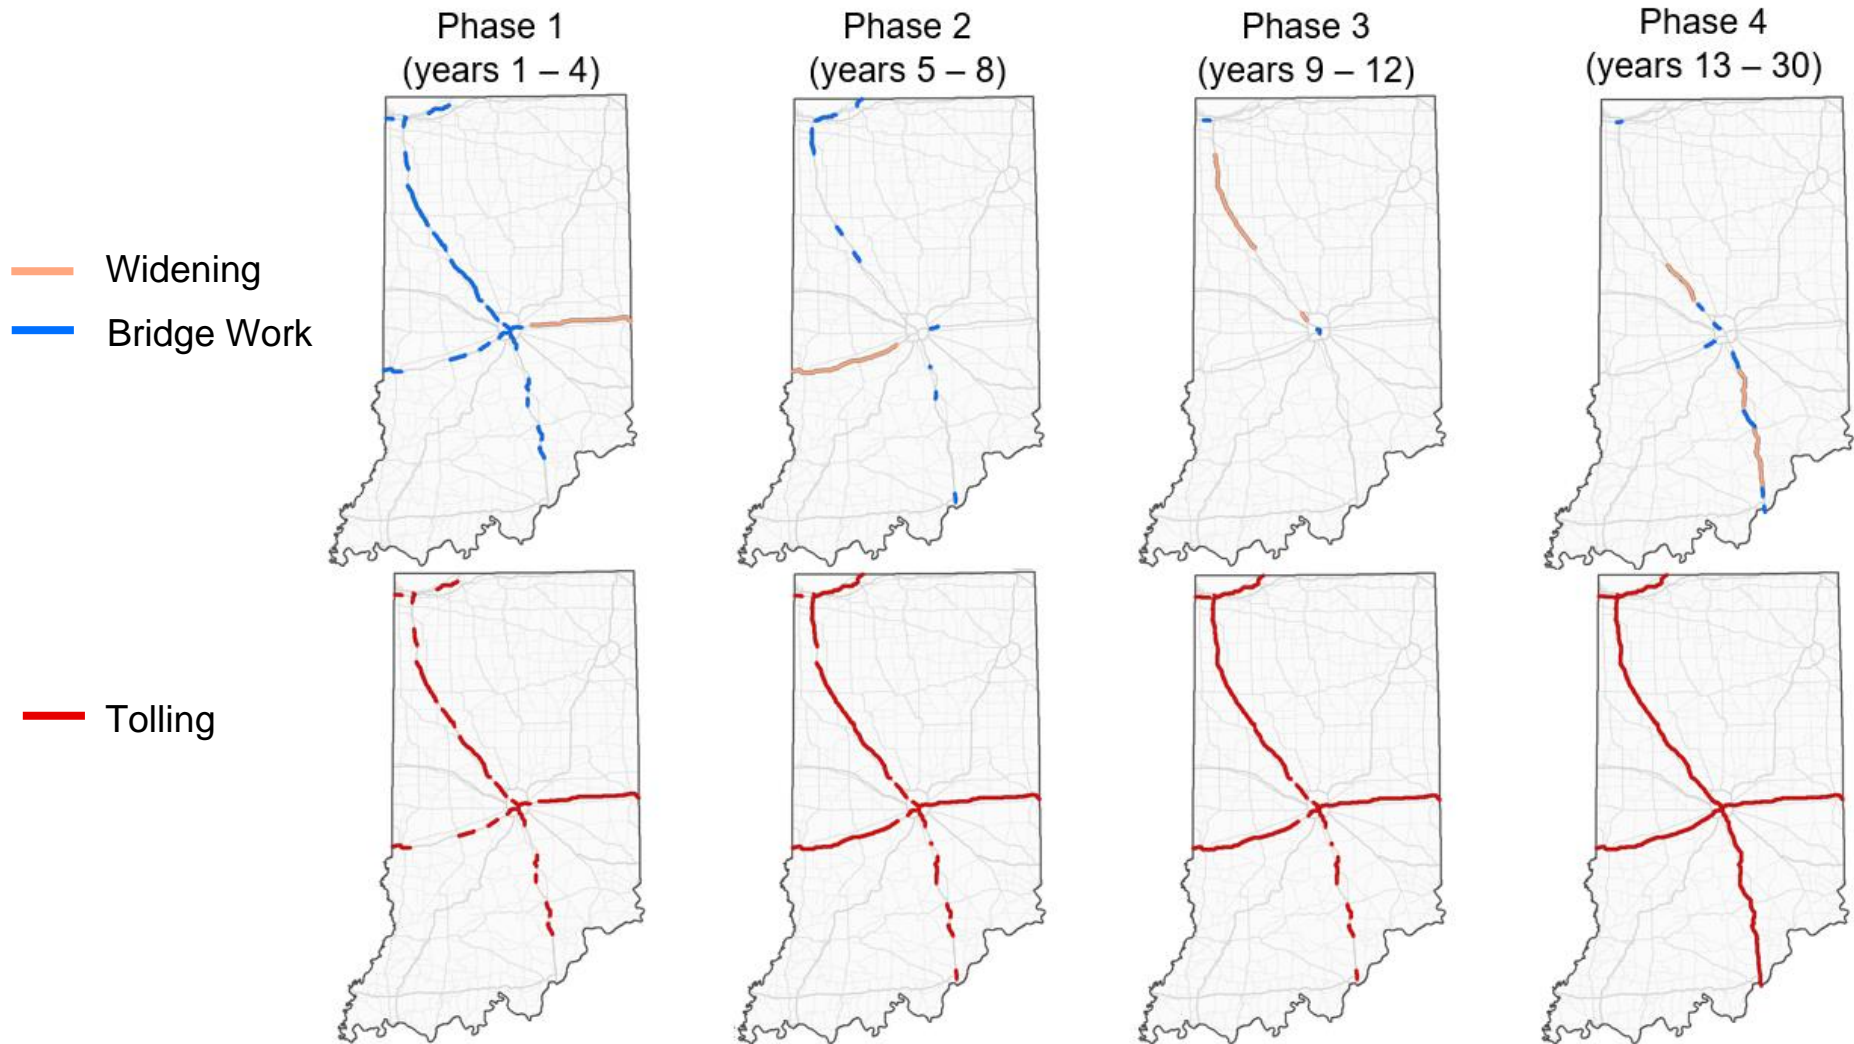 Phase 1
(years 1 – 4)
Phase 2
(years 5 – 8)
Phase 3
(years 9 – 12)
Phase 4
(years 13 – 30)
Widening
Bridge Work
Tolling